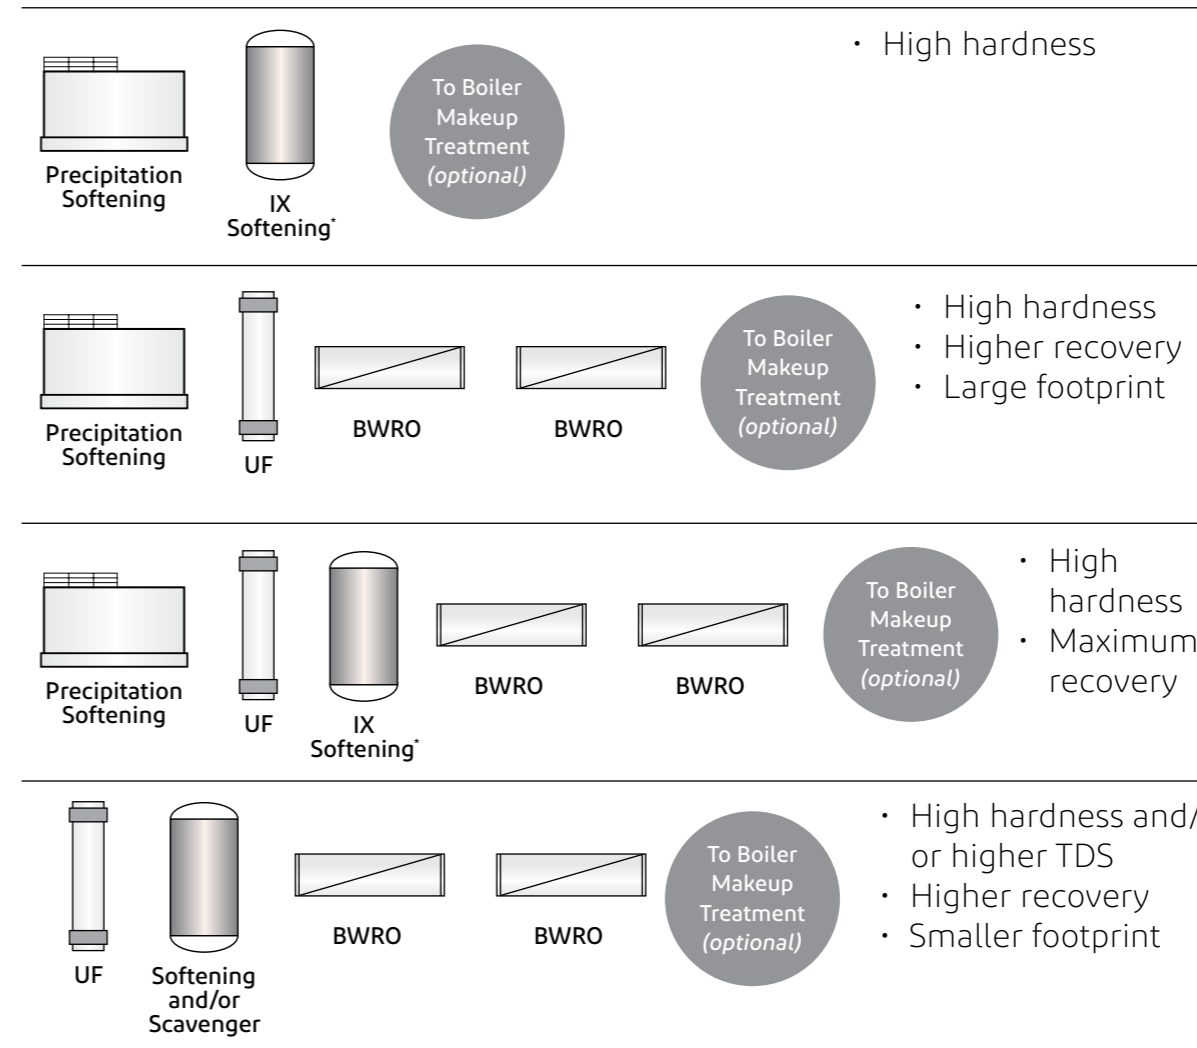 Precipitation
Softening
IX
Softening*
To Boiler
Makeup
Treatment
(optional)
• High hardness
Precipitation
Softening
UF
BWRO
BWRO
To Boiler
Makeup
Treatment
(optional)
• High hardness
• Higher recovery
• Large footprint
Precipitation
Softening
UF
IX
Softening*
BWRO
BWRO
To Boiler
Makeup
Treatment
(optional)
• High
hardness
• Maximum
recovery
UF
Softening
and/or
Scavenger
BWRO
BWRO
To Boiler
Makeup
Treatment
(optional)
• High hardness and/
or higher TDS
• Higher recovery
• Smaller footprint